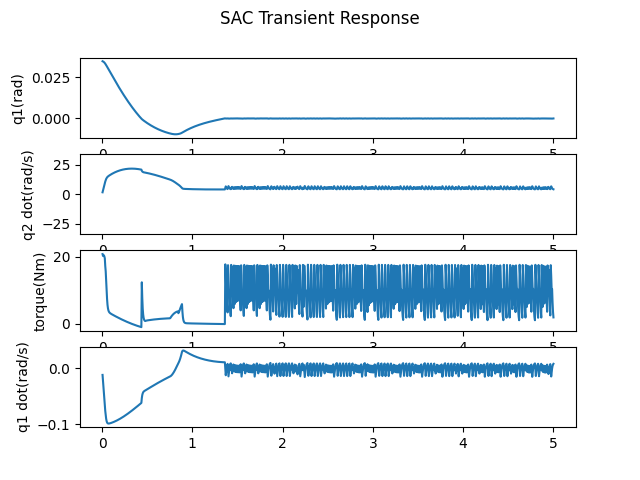 SAC Transient Response
q1(rad)
0.025
0.000
0 1 2 3 4 5
q2 dot(rad/s)
25
0
−25
0 1 2 3 4 5
torque(Nm)
20
0
0 1 2 3 4 5
q1 dot(rad/s)
0.0
−0.1
0 1 2 3 4 5